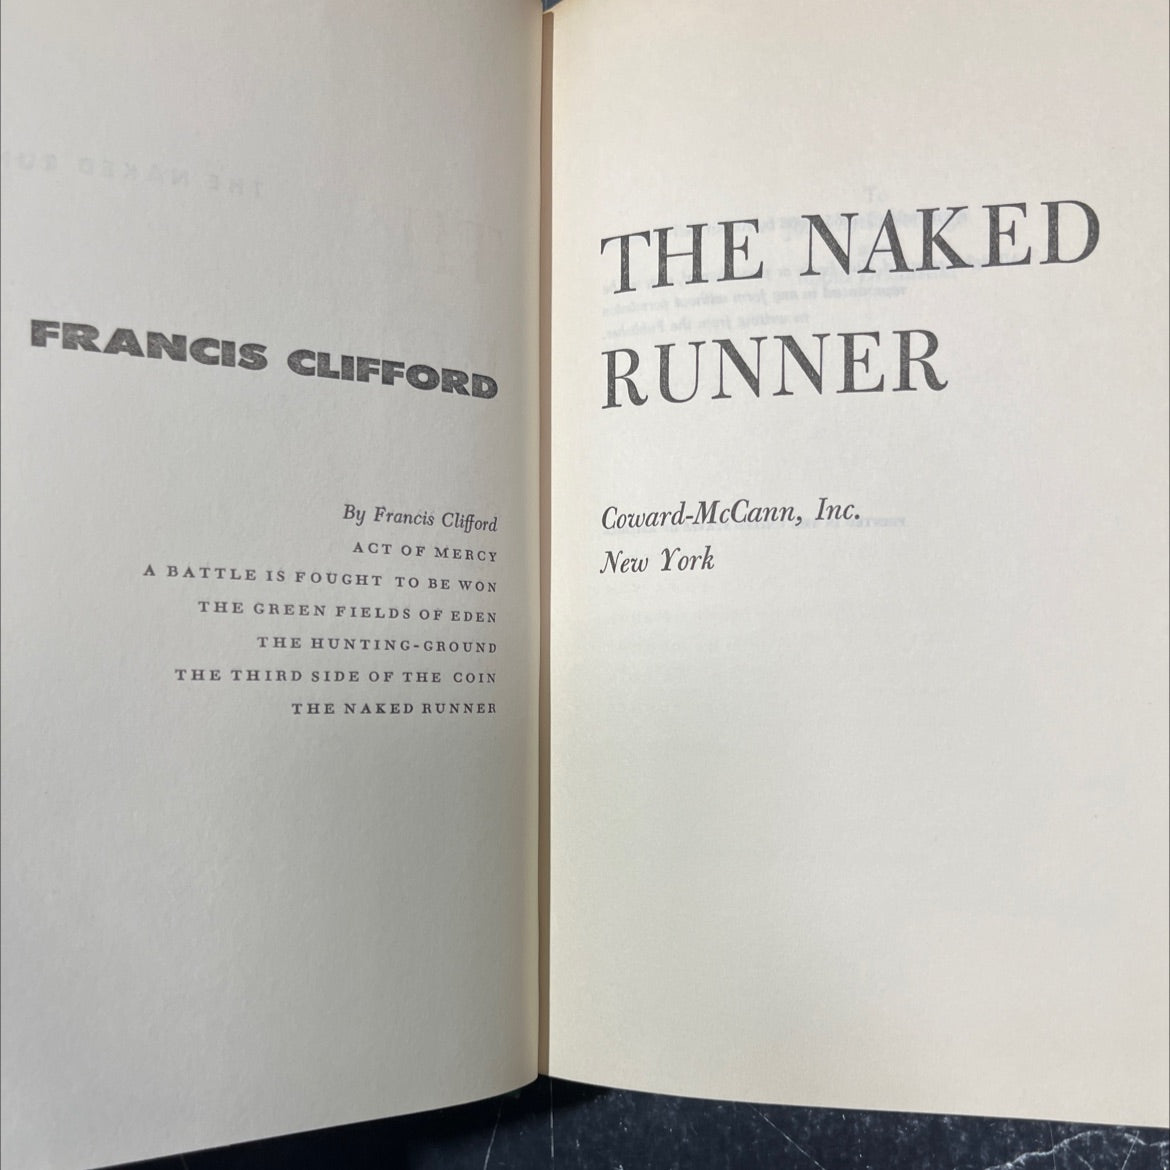 FRANCIS CLIFFORD
By Francis Clifford
ACT OF MERCY
A BATTLE IS FOUGHT TO BE WON
THE GREEN FIELDS OF EDEN
THE HUNTING-GROUND
THE THIRD SIDE OF THE COIN
THE NAKED RUNNER
THE NAKED
RUNNER
Coward-McCann, Inc.
New York